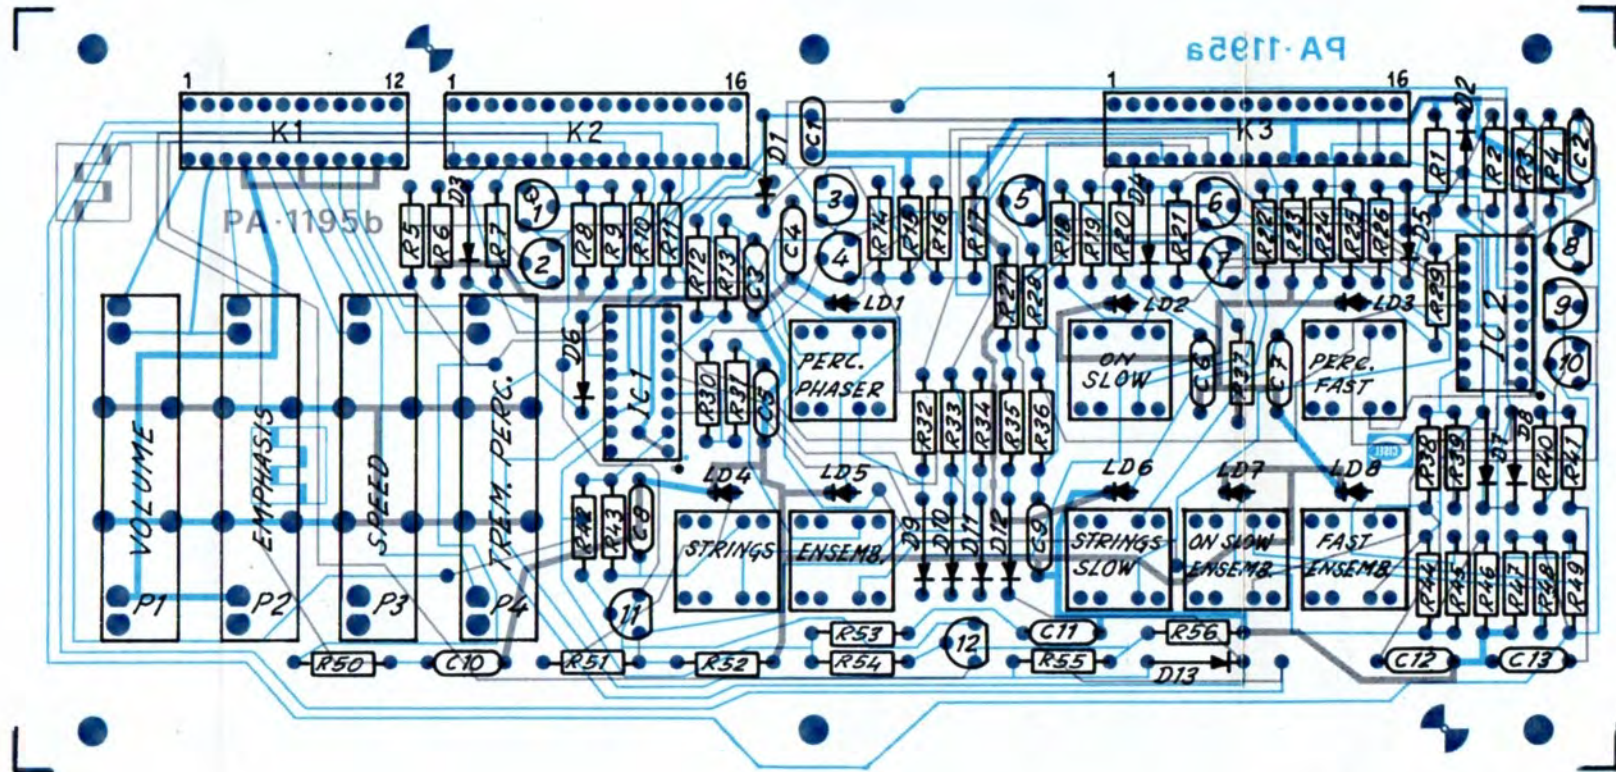 PA-1195a
1 12 1 16 1 16
K1 K2 K3
D1 C1 D2 R1 R2 R3 R4 C2
PA-1195b
R5 R6 D3 R7 1 2 R8 R9 R10 R11 R12 R13 C3 C4 3 4 R14 R15 R16 R17 5 R18 R19 R20 D4 R21 6 7 R22 R23 R24 R25 R26 D5 8
R27 R28 R29 IC 2 9 10
LD1 LD2 LD3
D6 IC1 R30 R31 C5
PERC.
PHASER
ON
SLOW
C6 R37 C7
PERC.
FAST
R32 R33 R34 R35 R36
R38 R39 D7 D8 R40 R41
VOLUME EMPHASIS SPEED TREM. PERC.
LD4 LD5 LD6 LD7 LD8
R42 R43 C8
STRINGS
ENSEMB.
D9 D10 D11 D12 C9
STRINGS
SLOW
ON SLOW
ENSEMB.
FAST
ENSEMB.
R44 R45 R46 R47 R48 R49
P1 P2 P3 P4
11 R53 12 C11 R56
R50 C10 R51 R52 R54 R55 D13 C12 C13